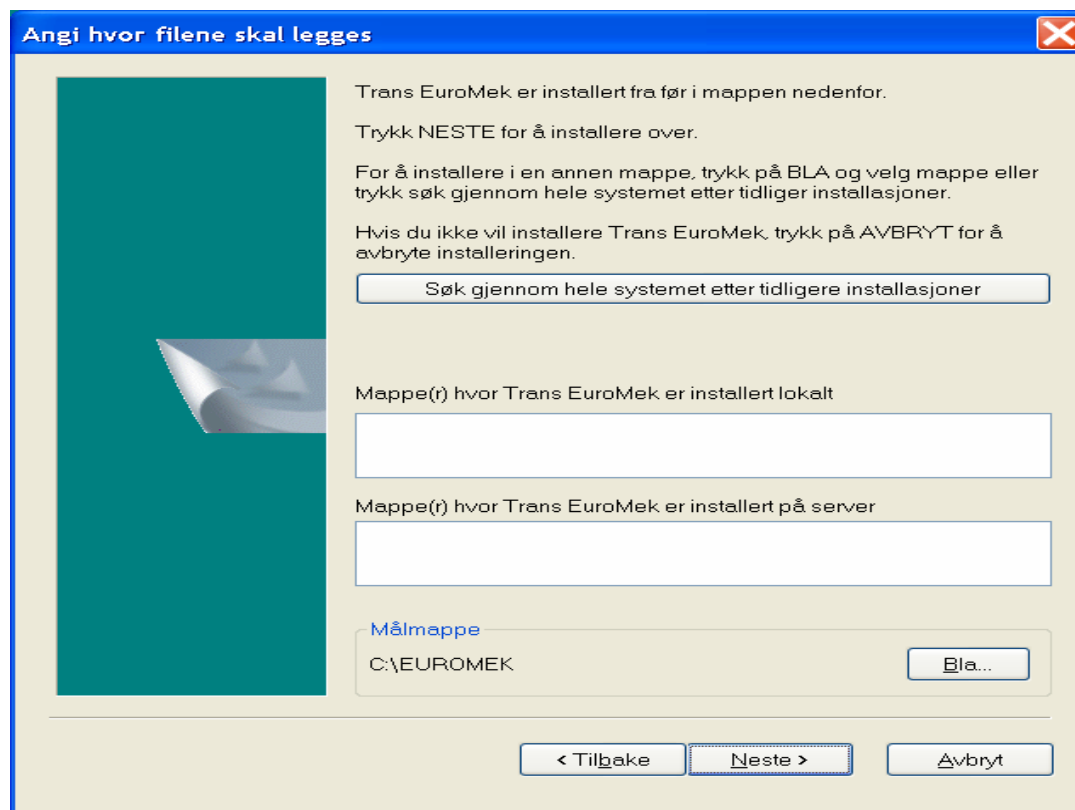 Angi hvor filene skal legges
Trans EuroMek er installert fra før i mappen nedenfor.
Trykk NESTE for å installere over.
For å installere i en annen mappe, trykk på BLA og velg mappe eller
trykk søk gjennom hele systemet etter tidliger installasjoner.
Hvis du ikke vil installere Trans EuroMek, trykk på AVBRYT for å
avbryte installeringen.
Søk gjennom hele systemet etter tidligere installasjoner
Mappe(r) hvor Trans EuroMek er installert lokalt
Mappe(r) hvor Trans EuroMek er installert på server
Målmappe
C:\EUROMEK
Bla...
< Tilbake
Neste >
Avbryt